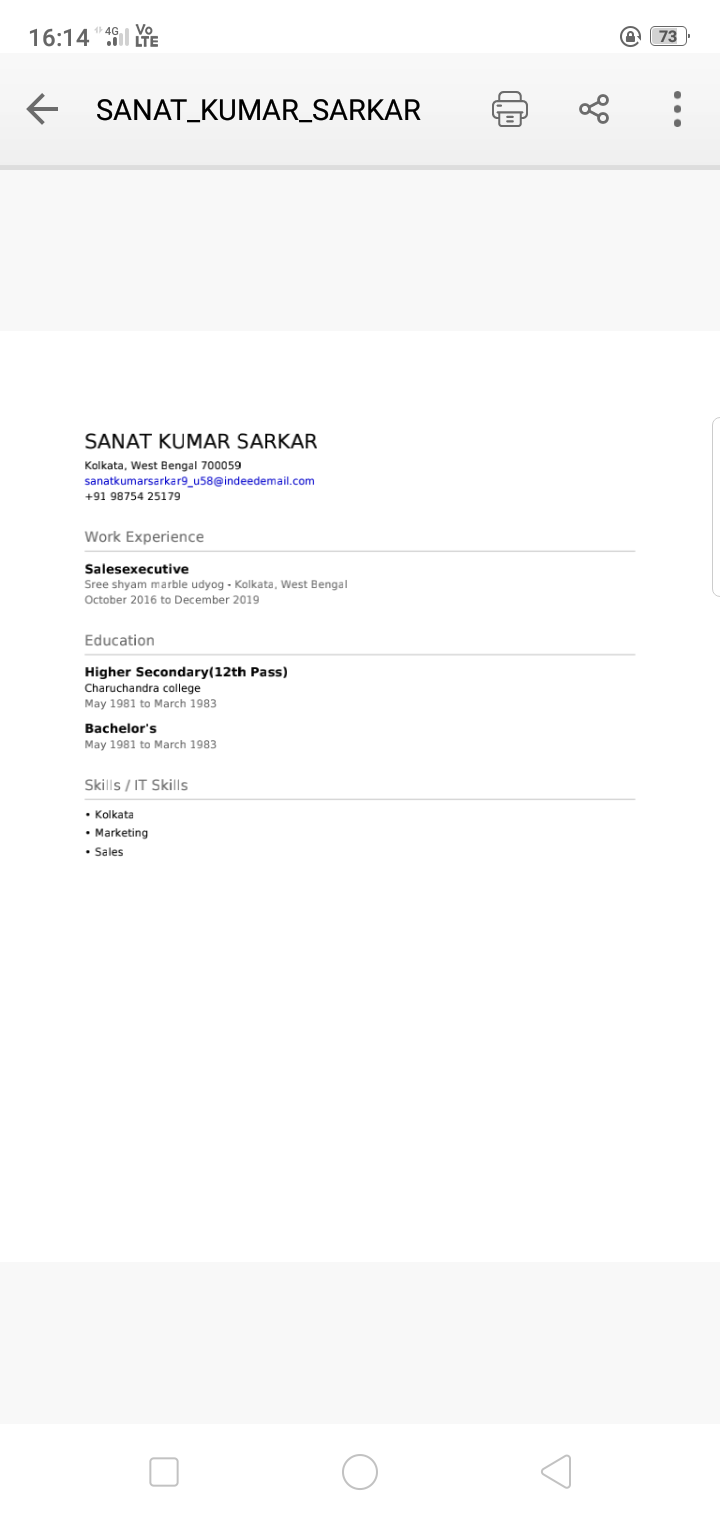 16:14 4G Vo LTE 73
SANAT_KUMAR_SARKAR
SANAT KUMAR SARKAR
Kolkata, West Bengal 700059
sanatkumarsarkar9_u58@indeedemail.com
+91 98754 25179
Work Experience
Salesexecutive
Sree shyam marble udyog - Kolkata, West Bengal
October 2016 to December 2019
Education
Higher Secondary(12th Pass)
Charuchandra college
May 1981 to March 1983
Bachelor's
May 1981 to March 1983
Skills / IT Skills
• Kolkata
• Marketing
• Sales